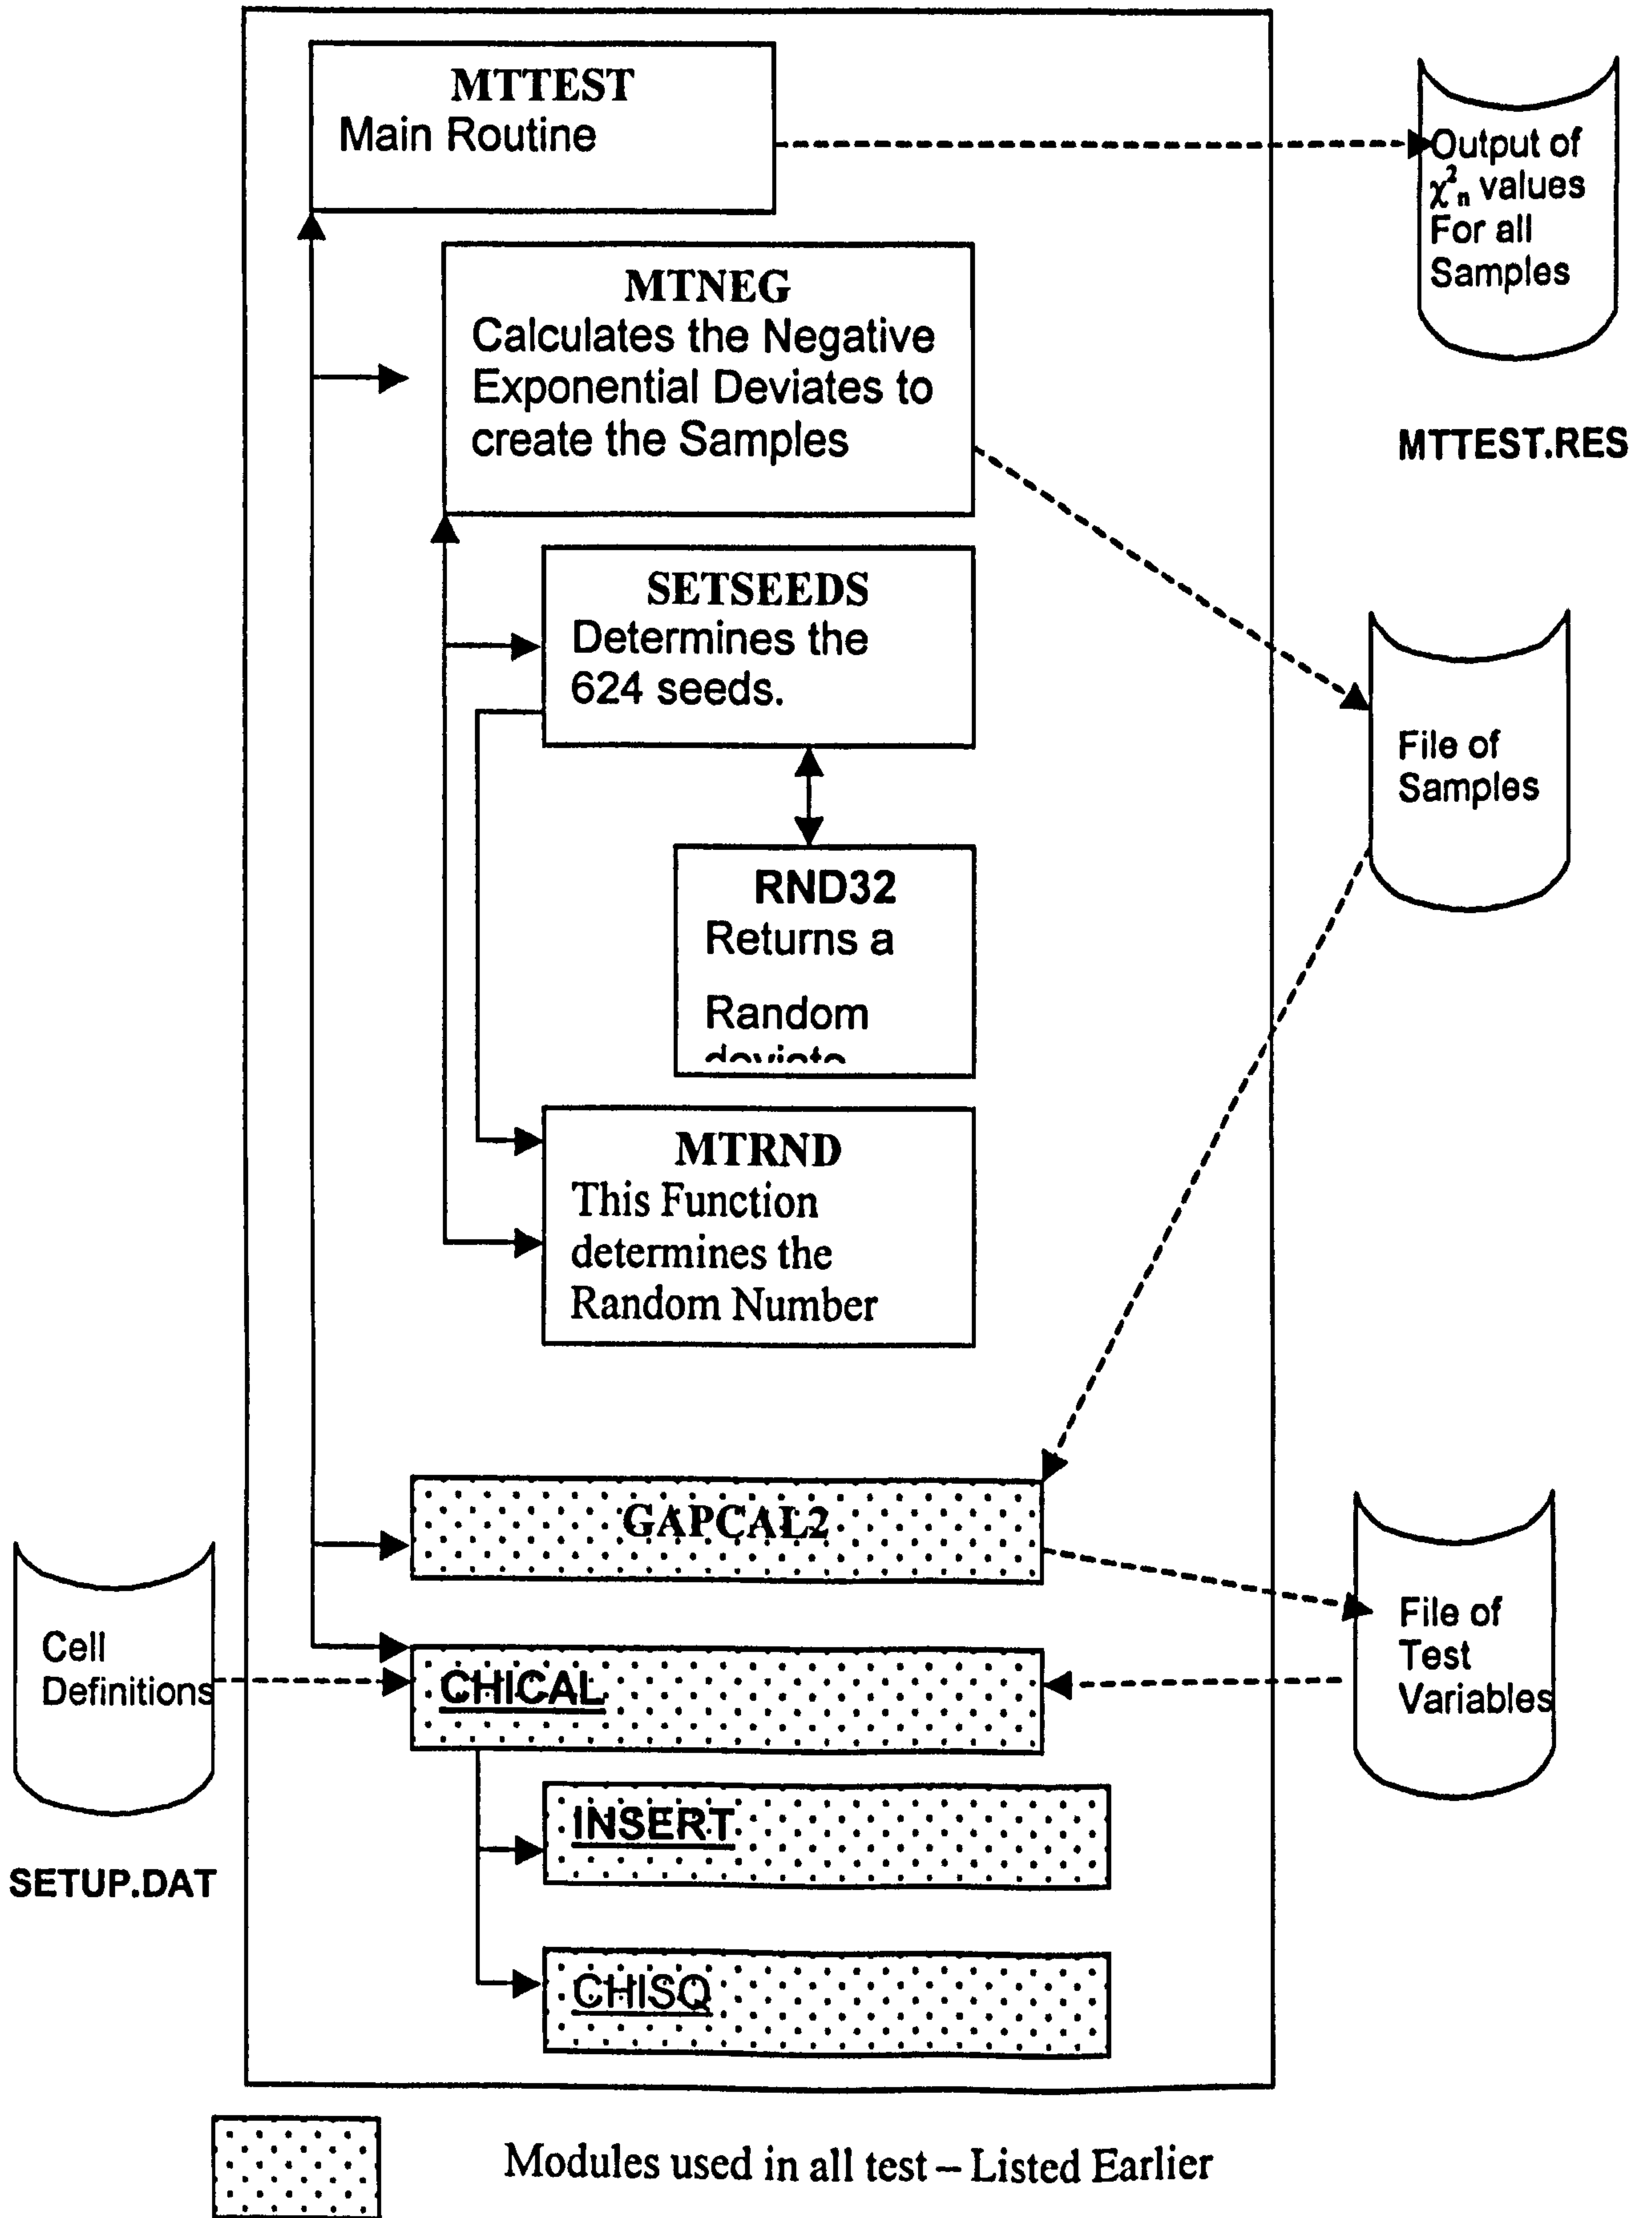 MTTEST
Main Routine
Output of
χ²ₙ values
For all
Samples
MTTEST.RES
MTNEG
Calculates the Negative
Exponential Deviates to
create the Samples
SETSEEDS
Determines the
624 seeds.
File of
Samples
RND32
Returns a
Random
MTRND
This Function
determines the
Random Number
GAPCAL2
Cell
Definitions
SETUP.DAT
CHICAL
File of
Test
Variables
INSERT
CHISQ
Modules used in all test – Listed Earlier